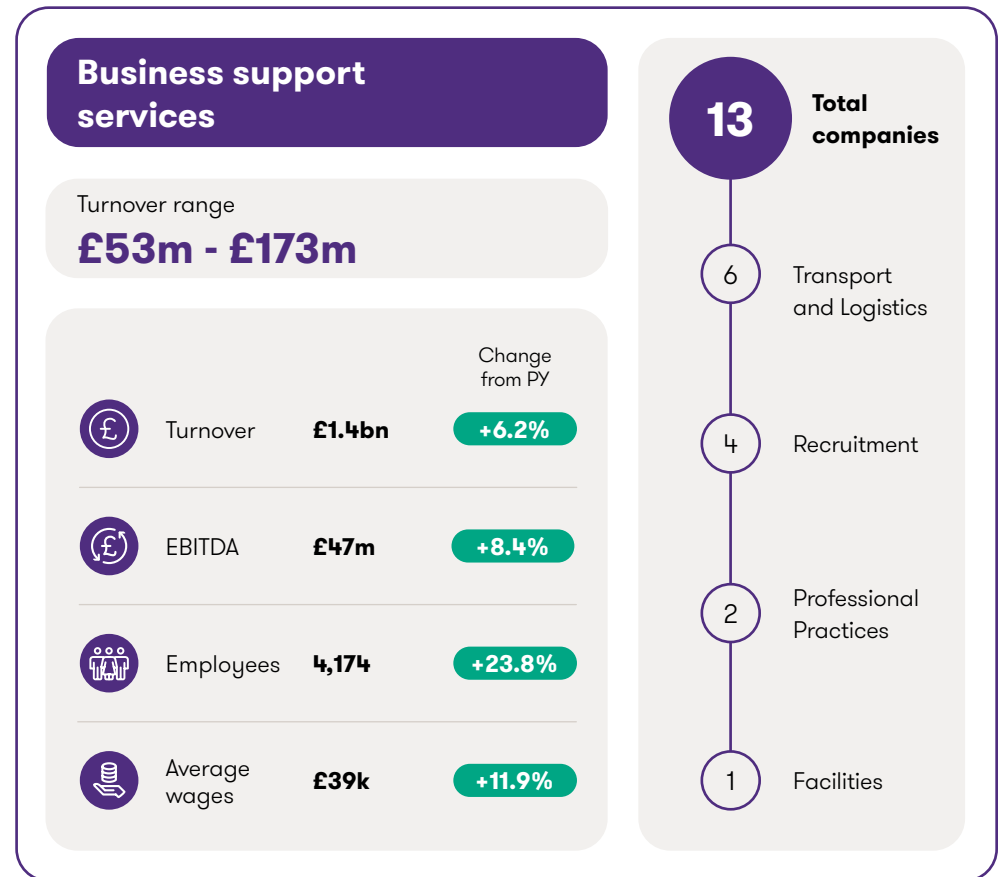 Business support
services
Turnover range
£53m - £173m
Change
from PY
Turnover £1.4bn +6.2%
EBITDA £47m +8.4%
Employees 4,174 +23.8%
Average
wages £39k +11.9%
13 Total
companies
6 Transport
and Logistics
4 Recruitment
2 Professional
Practices
1 Facilities